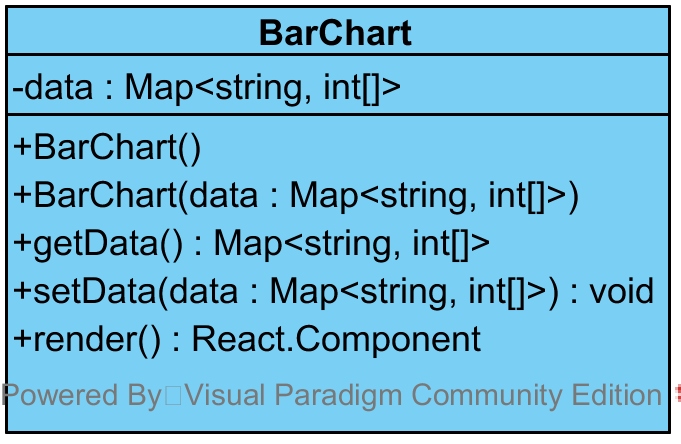 BarChart
-data : Map<string, int[]>
+BarChart()
+BarChart(data : Map<string, int[]>)
+getData() : Map<string, int[]>
+setData(data : Map<string, int[]>) : void
+render() : React.Component
Powered By Visual Paradigm Community Edition